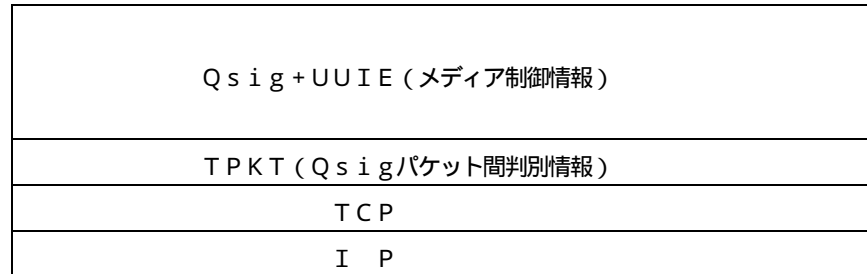 Ｑｓｉｇ＋ＵＵＩＥ（メディア制御情報）
ＴＰＫＴ（Ｑｓｉｇパケット間判別情報）
ＴＣＰ
Ｉ　Ｐ